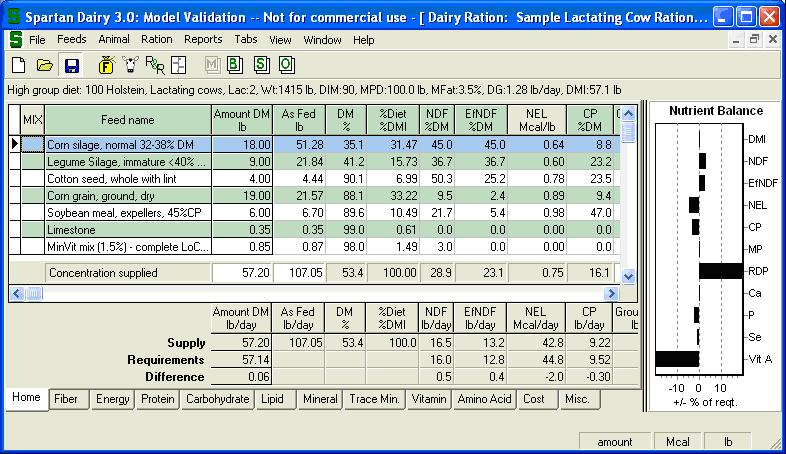 Spartan Dairy 3.0: Model Validation -- Not for commercial use - [ Dairy Ration: Sample Lactating Cow Ration...
File Feeds Animal Ration Reports Tabs View Window Help
High group diet: 100 Holstein, Lactating cows, Lac:2, Wt:1415 lb, DIM:90, MPD:100.0 lb, MFat:3.5%, DG:1.28 lb/day, DMI:57.1 lb
MIX Feed name Amount DM lb As Fed lb DM % %Diet %DMI NDF %DM EfNDF %DM NEL Mcal/lb CP %DM
Corn silage, normal 32-38% DM 18.00 51.28 35.1 31.47 45.0 45.0 0.64 8.8
Legume Silage, immature <40% ... 9.00 21.84 41.2 15.73 36.7 36.7 0.60 23.2
Cotton seed, whole with lint 4.00 4.44 90.1 6.99 50.3 25.2 0.78 23.5
Corn grain, ground, dry 19.00 21.57 88.1 33.22 9.5 2.4 0.89 9.4
Soybean meal, expellers, 45%CP 6.00 6.70 89.6 10.49 21.7 5.4 0.98 47.0
Limestone 0.35 0.35 99.0 0.61 0.0 0.0 0.00 0.0
MinVit mix (1.5%) - complete LoC... 0.85 0.87 98.0 1.49 3.0 0.0 0.00 0.0
Concentration supplied 57.20 107.05 53.4 100.00 28.9 23.1 0.75 16.1
Amount DM lb/day As Fed lb/day DM % %Diet %DMI NDF lb/day EfNDF lb/day NEL Mcal/day CP lb/day Grou
Supply 57.20 107.05 53.4 100.0 16.5 13.2 42.8 9.22
Requirements 57.14 16.0 12.8 44.8 9.52
Difference 0.06 0.5 0.4 -2.0 -0.30
Home Fiber Energy Protein Carbohydrate Lipid Mineral Trace Min. Vitamin Amino Acid Cost Misc.
Nutrient Balance
DMI
NDF
EfNDF
NEL
CP
MP
RDP
Ca
P
Se
Vit A
-10 0 10
+/- % of reqt.
amount Mcal lb